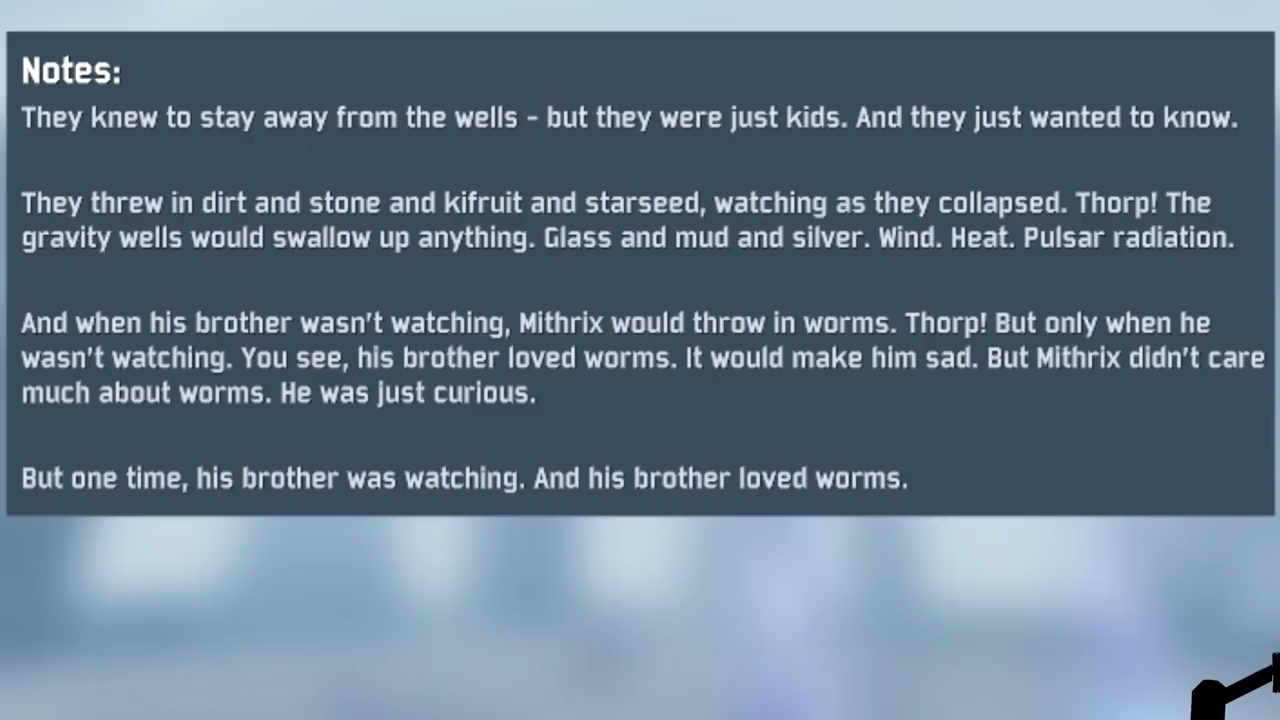 Notes:
They knew to stay away from the wells - but they were just kids. And they just wanted to know.
They threw in dirt and stone and kifruit and starseed, watching as they collapsed. Thorp! The
gravity wells would swallow up anything. Glass and mud and silver. Wind. Heat. Pulsar radiation.
And when his brother wasn't watching, Mithrix would throw in worms. Thorp! But only when he
wasn't watching. You see, his brother loved worms. It would make him sad. But Mithrix didn't care
much about worms. He was just curious.
But one time, his brother was watching. And his brother loved worms.